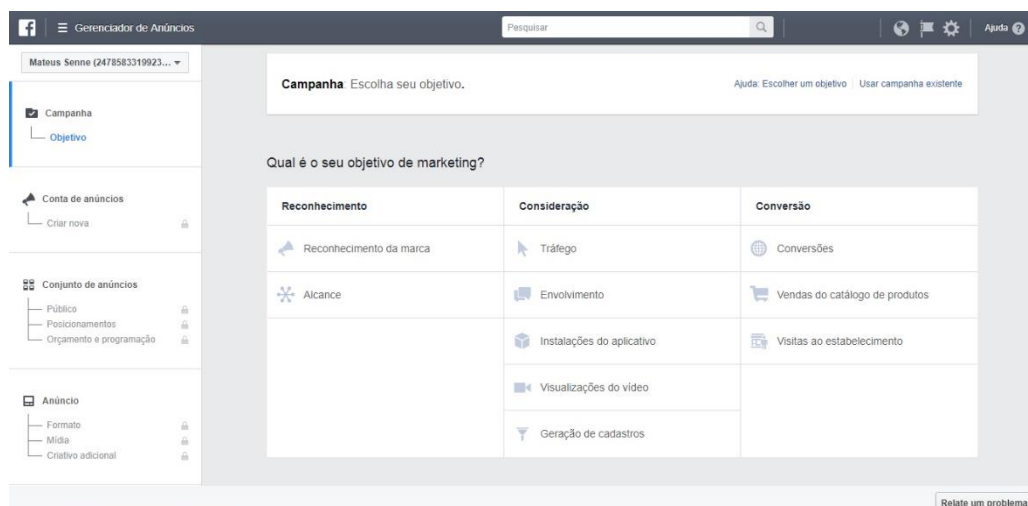 Gerenciador de Anúncios
Pesquisar
Ajuda
Mateus Senne (2478583319923...
Campanha
Objetivo
Conta de anúncios
Criar nova
Conjunto de anúncios
Público
Posicionamentos
Orçamento e programação
Anúncio
Formato
Mídia
Criativo adicional
Campanha: Escolha seu objetivo.
Ajuda: Escolher um objetivo | Usar campanha existente
Qual é o seu objetivo de marketing?
Reconhecimento
Reconhecimento da marca
Alcance
Consideração
Tráfego
Envolvimento
Instalações do aplicativo
Visualizações do vídeo
Geração de cadastros
Conversão
Conversões
Vendas do catálogo de produtos
Visitas ao estabelecimento
Relate um problema